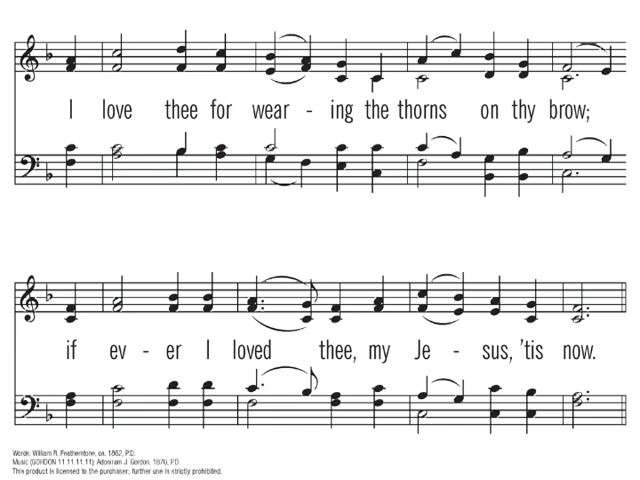 I love thee for wear - ing the thorns on thy brow;
if ev - er I loved thee, my Je - sus, 'tis now.
Words: William R. Featherstone, ca. 1862, P.D.
Music (GORDON 11.11.11.11): Adoniram J. Gordon, 1876, P.D.
This product is licensed to the purchaser; further use is strictly prohibited.